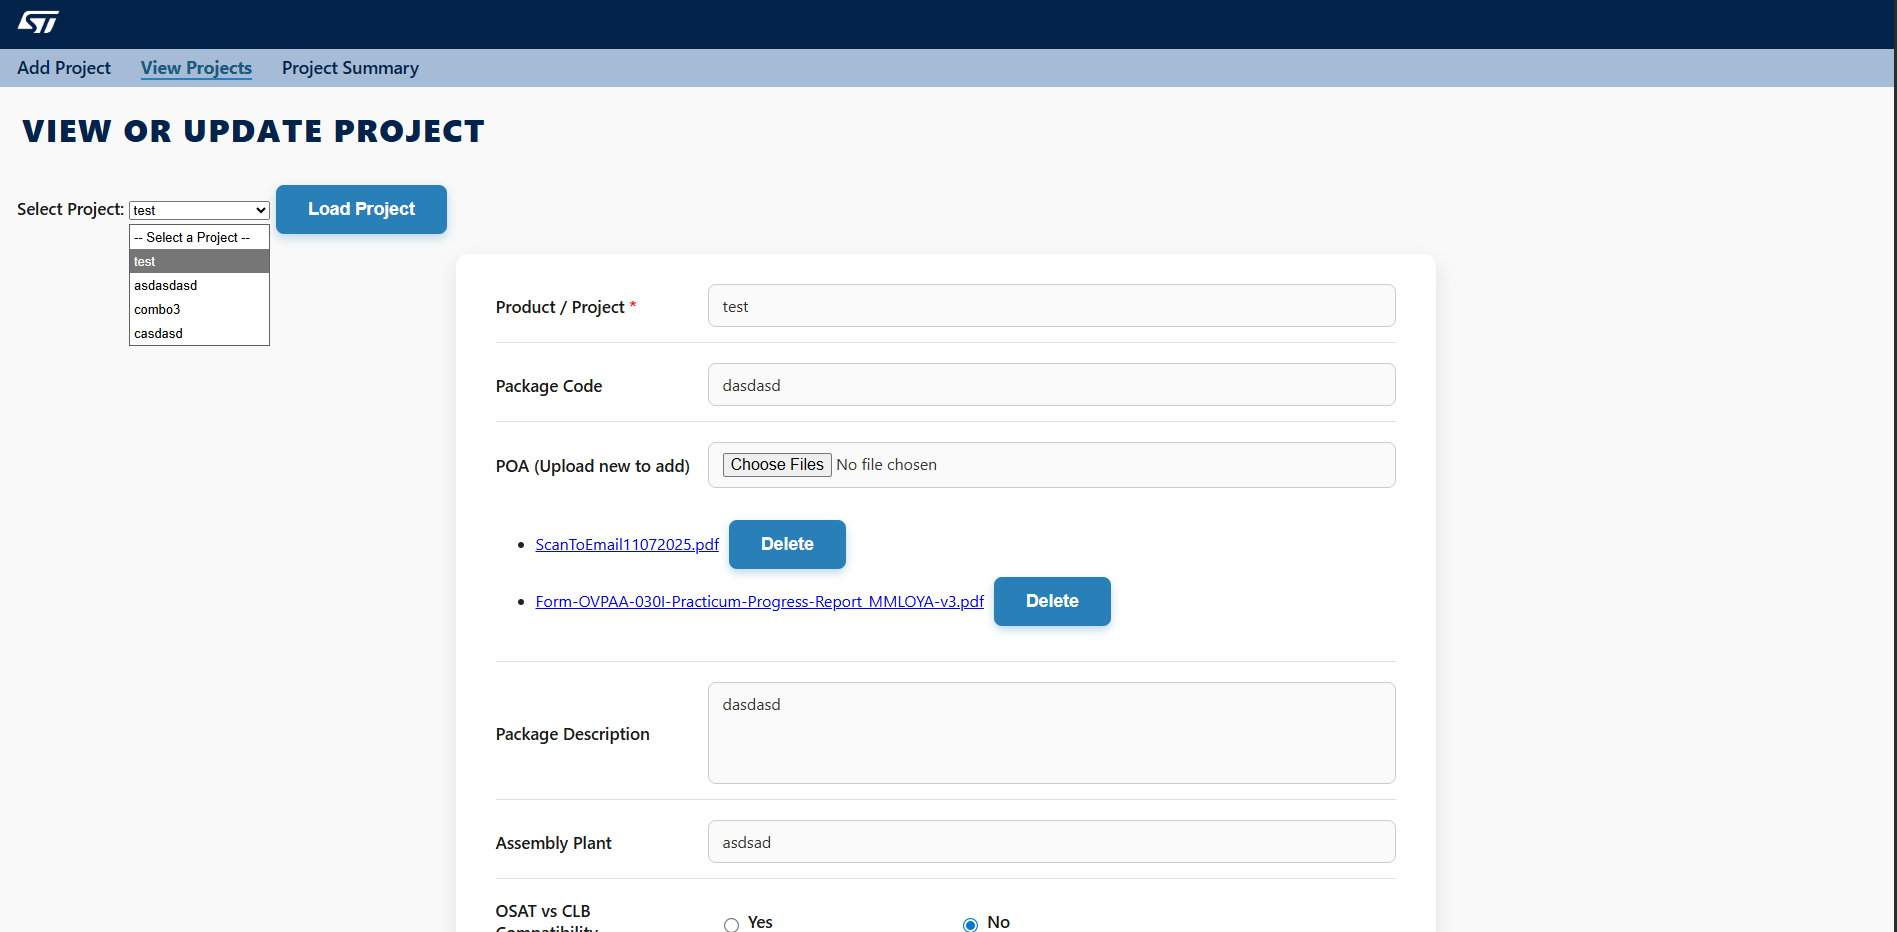 ST
Add Project View Projects Project Summary
VIEW OR UPDATE PROJECT
Select Project: test Load Project
-- Select a Project --
test
asdasdasd
combo3
casdasd
Product / Project * test
Package Code dasdasd
POA (Upload new to add) Choose Files No file chosen
ScanToEmail11072025.pdf Delete
Form-OVPAA-030I-Practicum-Progress-Report_MMLOYA-v3.pdf Delete
Package Description dasdasd
Assembly Plant asdsad
OSAT vs CLB Yes No
Compatibility